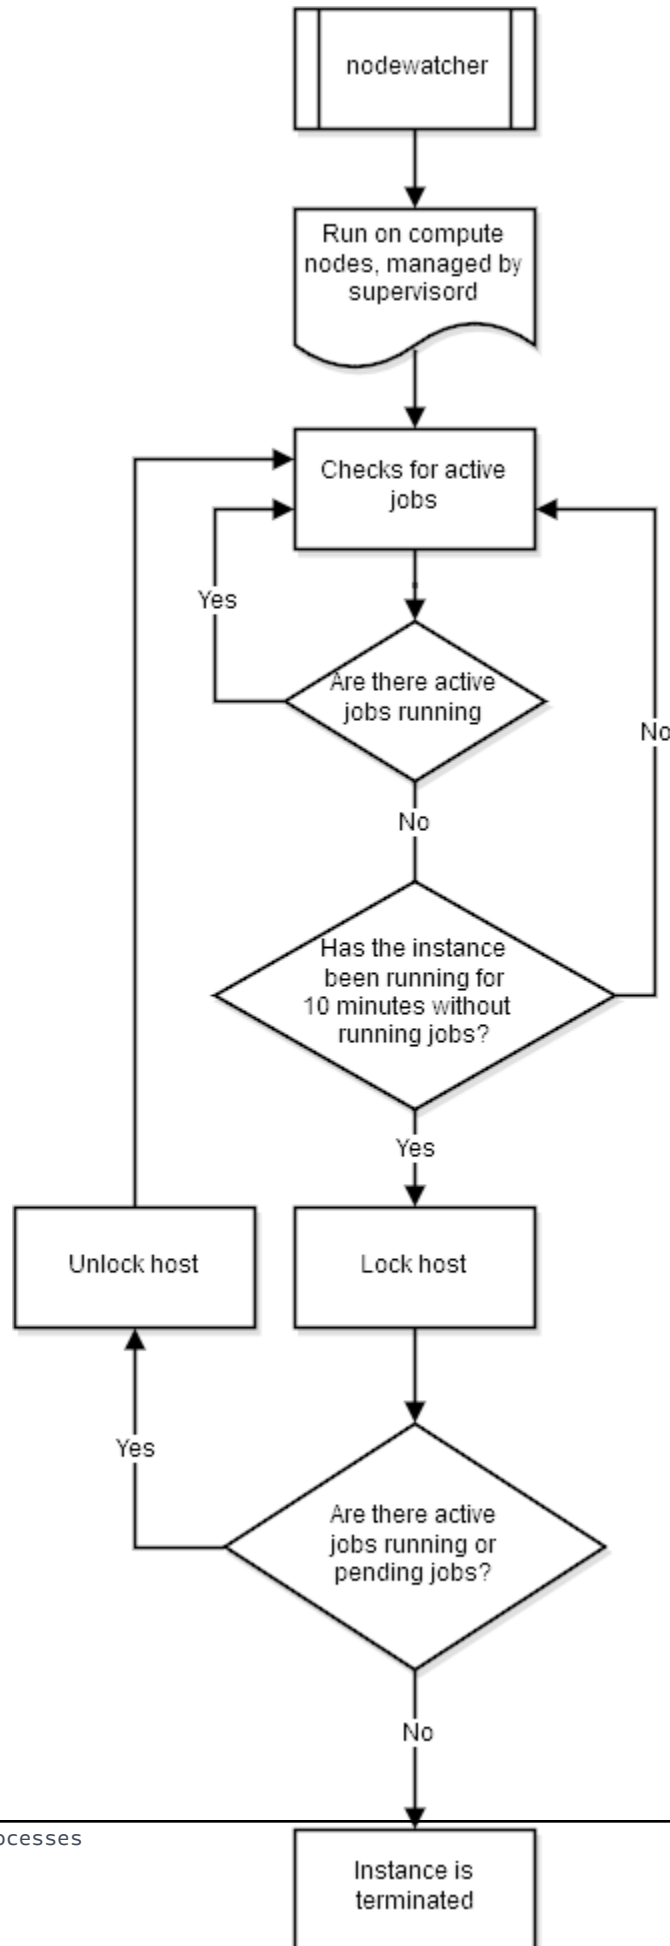 nodewatcher
Run on compute
nodes, managed by
supervisord
Checks for active
jobs
Yes
Are there active
jobs running
No
No
Has the instance
been running for
10 minutes without
running jobs?
Yes
Unlock host
Lock host
Yes
Are there active
jobs running or
pending jobs?
No
ocesses
Instance is
terminated